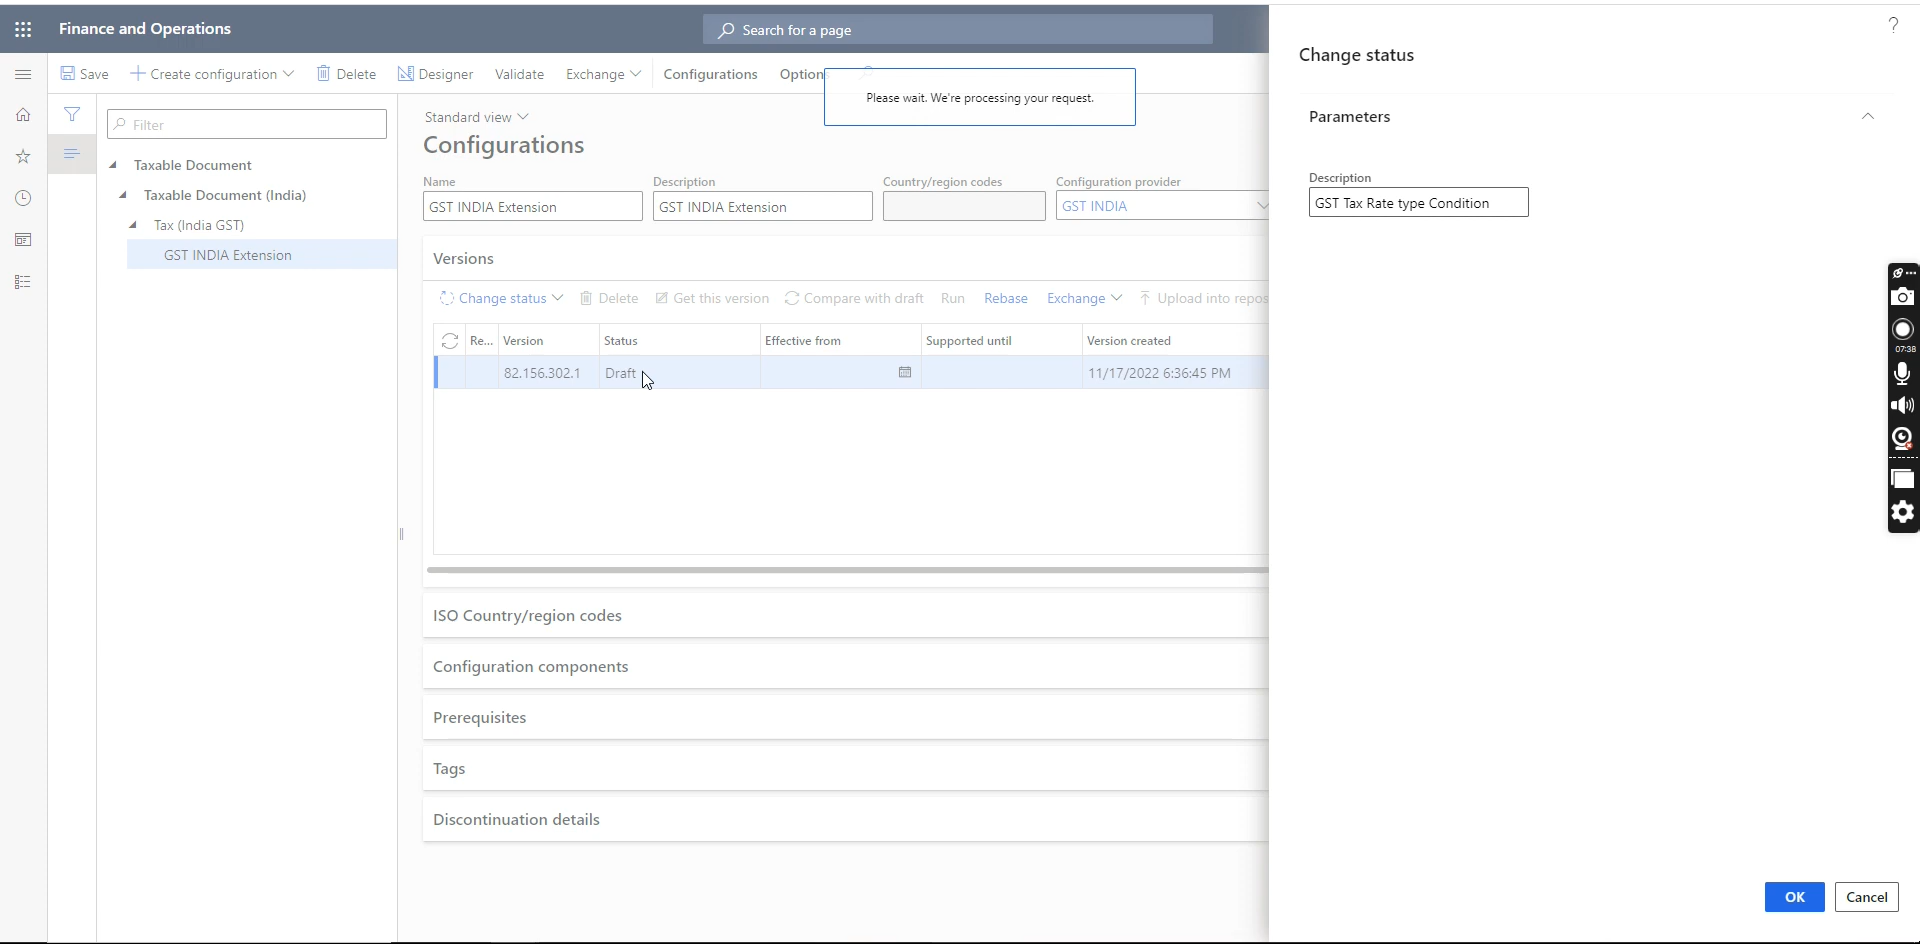 Finance and Operations
Search for a page
?
Save
Create configuration
Delete
Designer
Validate
Exchange
Configurations
Option
Please wait. We're processing your request.
Change status
Filter
Taxable Document
Taxable Document (India)
Tax (India GST)
GST INDIA Extension
Standard view
Configurations
Name
Description
Country/region codes
Configuration provider
GST INDIA Extension
GST INDIA Extension
GST INDIA
Versions
Change status
Delete
Get this version
Compare with draft
Run
Rebase
Exchange
Upload into repos
Re...
Version
Status
Effective from
Supported until
Version created
82.156.302.1
Draft
11/17/2022 6:36:45 PM
ISO Country/region codes
Configuration components
Prerequisites
Tags
Discontinuation details
Parameters
Description
GST Tax Rate type Condition
07:38
OK
Cancel